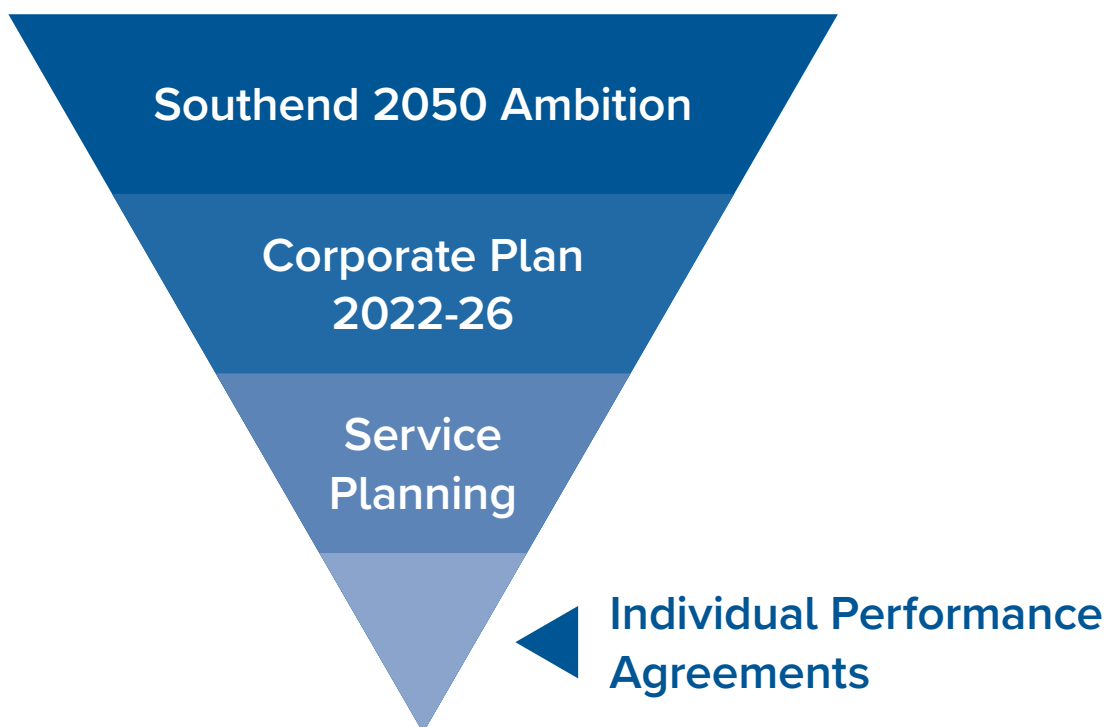 Southend 2050 Ambition
Corporate Plan
2022-26
Service
Planning
Individual Performance
Agreements